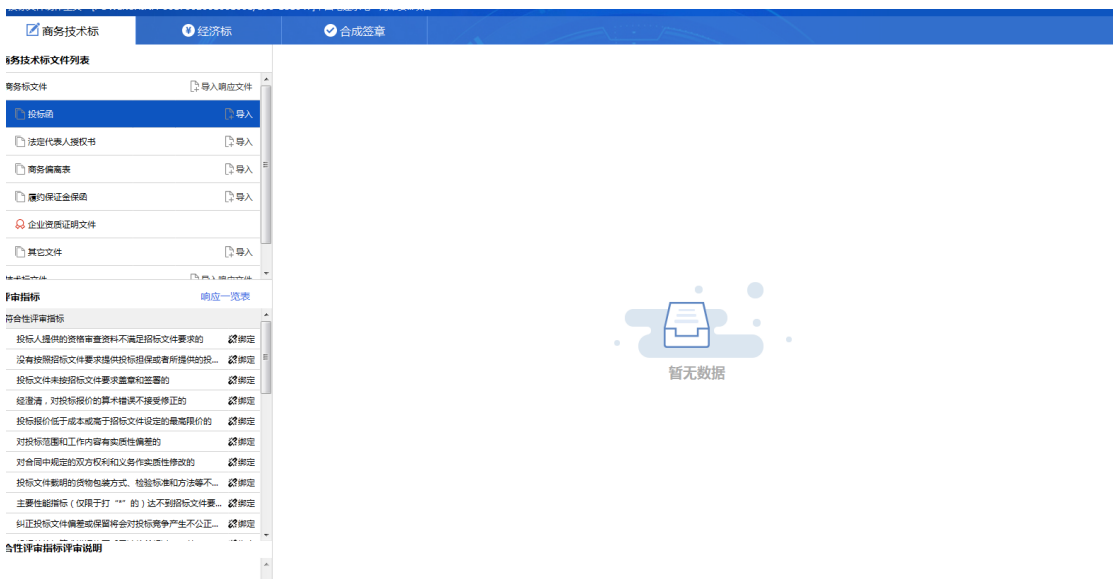 商务技术标
经济标
合成签章
商务技术标文件列表
商务标文件 导入响应文件
投标函 导入
法定代表人授权书 导入
商务偏离表 导入
履约保证金保函 导入
企业资质证明文件
其它文件 导入
技术标文件 导入响应文件
评审指标 响应一览表
符合性评审指标
投标人提供的资格审查资料不满足招标文件要求的 绑定
没有按照招标文件要求提供投标担保或者所提供的投... 绑定
投标文件未按招标文件要求盖章和签署的 绑定
经澄清，对投标报价的算术错误不接受修正的 绑定
投标报价低于成本或高于招标文件设定的最高限价的 绑定
对投标范围和工作内容有实质性偏差的 绑定
对合同中规定的双方权利和义务作实质性修改的 绑定
投标文件载明的货物包装方式、检验标准和方法等不... 绑定
主要性能指标（仅限于打“*”的）达不到招标文件要... 绑定
纠正投标文件偏差或保留将会对投标竞争产生不公正... 绑定
合性评审指标评审说明
暂无数据